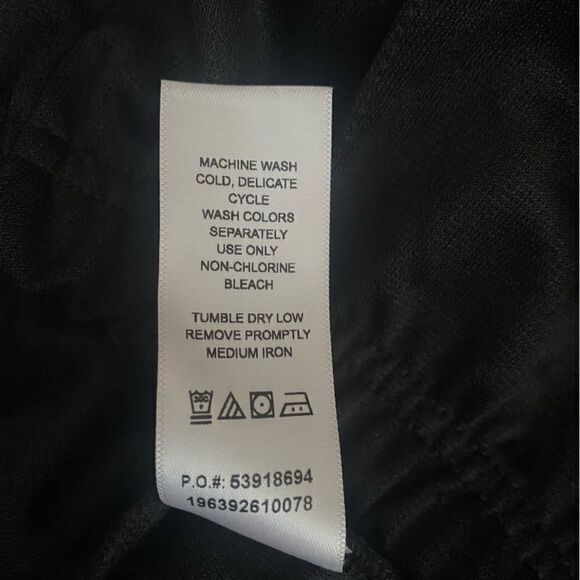 MACHINE WASH
COLD, DELICATE
CYCLE
WASH COLORS
SEPARATELY
USE ONLY
NON-CHLORINE
BLEACH
TUMBLE DRY LOW
REMOVE PROMPTLY
MEDIUM IRON
30C
P.O.#: 53918694
196392610078